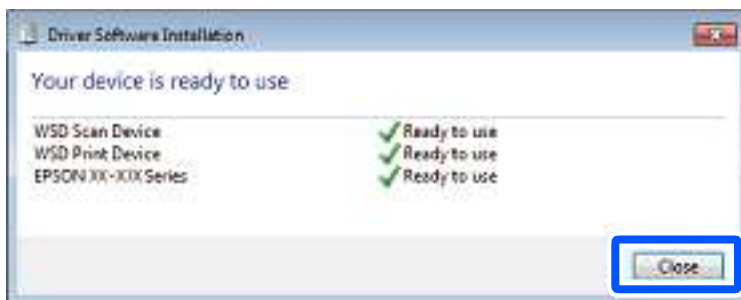 Driver Software Installation
Your device is ready to use
WSD Scan Device Ready to use
WSD Print Device Ready to use
EPSON XX-XXX Series Ready to use
Close